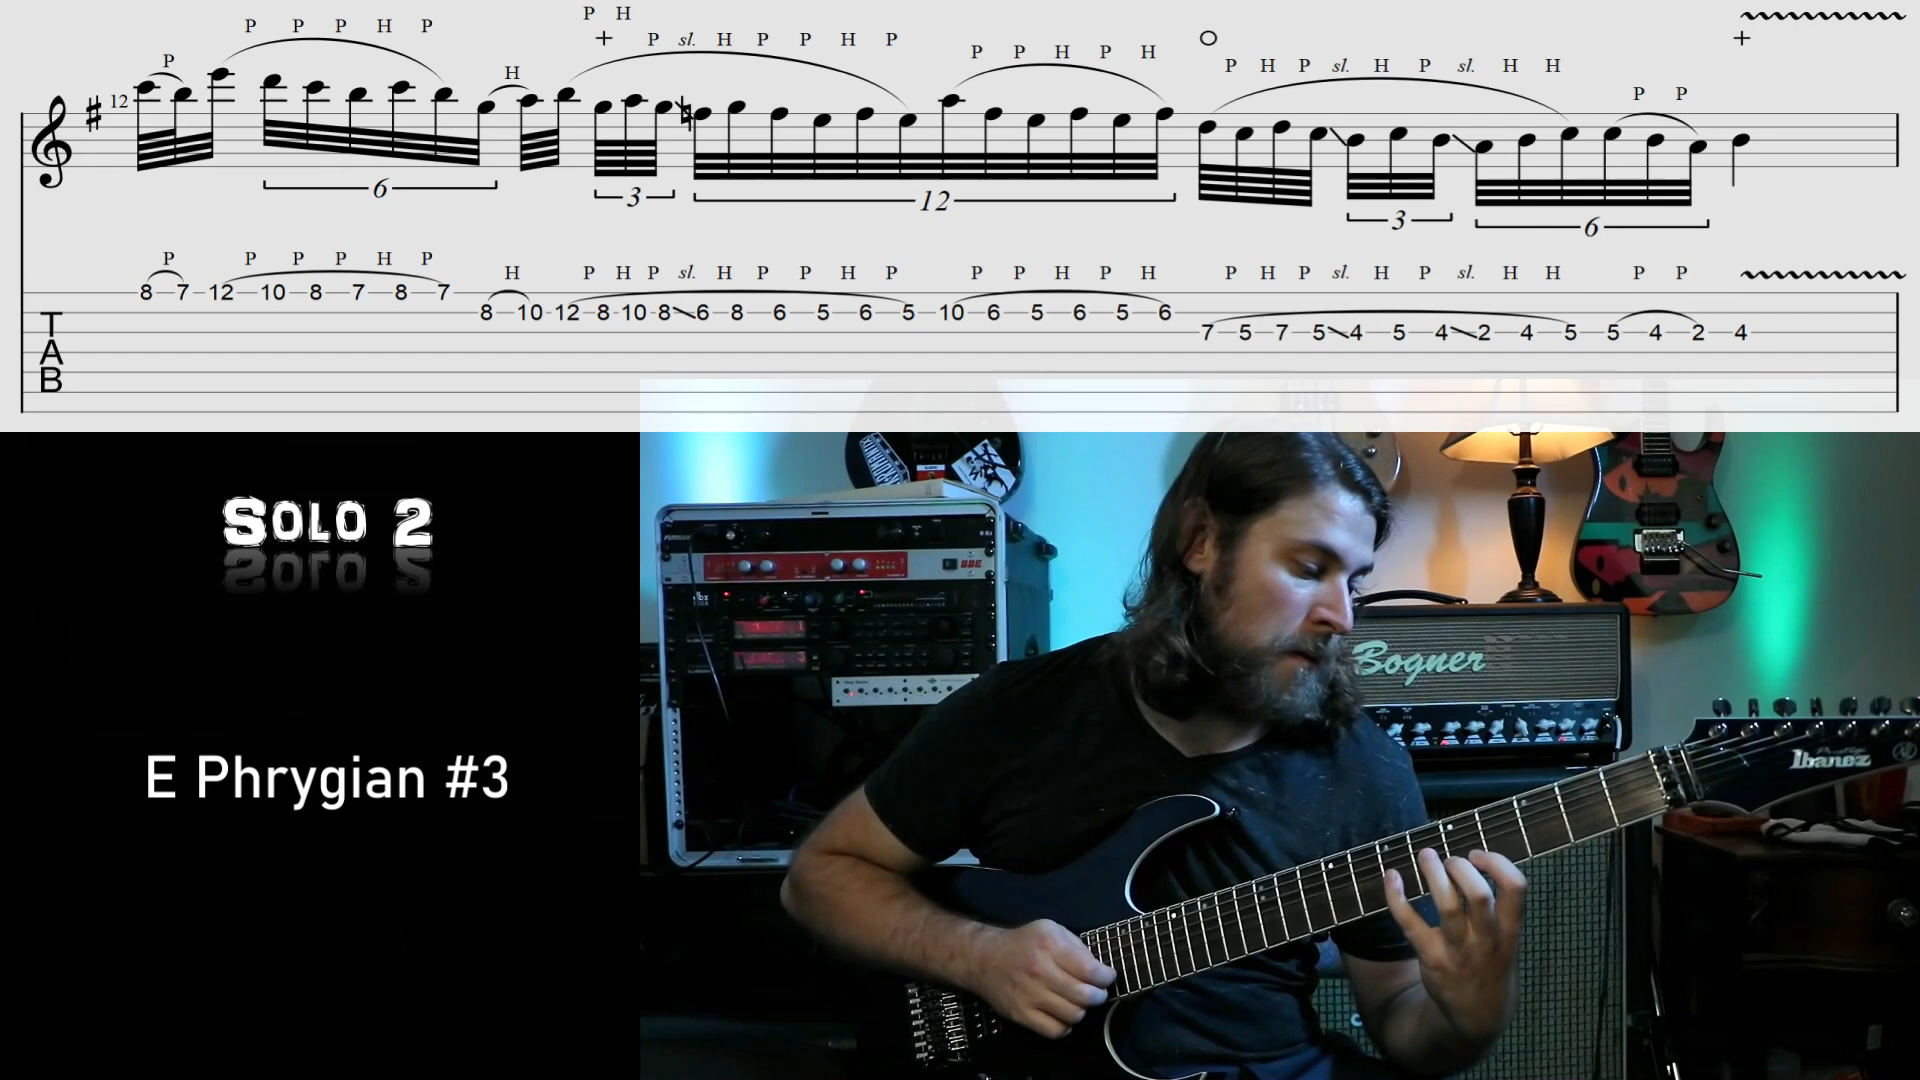 P H
P P P H P
P sl. H P P H P
P P H P H
P
P H P sl. H P sl. H H
H
P P
12
6
3
12
3
6
P P P P H P H P H P sl. H P P H P P P H P H P H P sl. H P sl. H H P P
8 7 12 10 8 7 8 7
8 10 12 8 10 8 6 8 6 5 6 5 10 6 5 6 5 6
T
7 5 7 5 4 5 4 2 4 5 5 4 2 4
A
B
Solo 2
E Phrygian #3
BBE
dbx
Bogner
Prestige
Ibanez